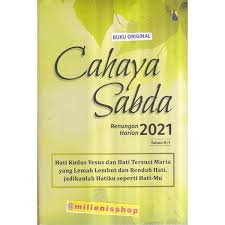 BUKU ORIGINAL
Cahaya
Sabda
Renungan
Harian 2021
Tahun B/I
Hati Kudus Yesus dan Hati Tersuci Maria
yang Lemah Lembut dan Rendah Hati,
jadikanlah Hatiku seperti Hati-Mu
@millenisshop